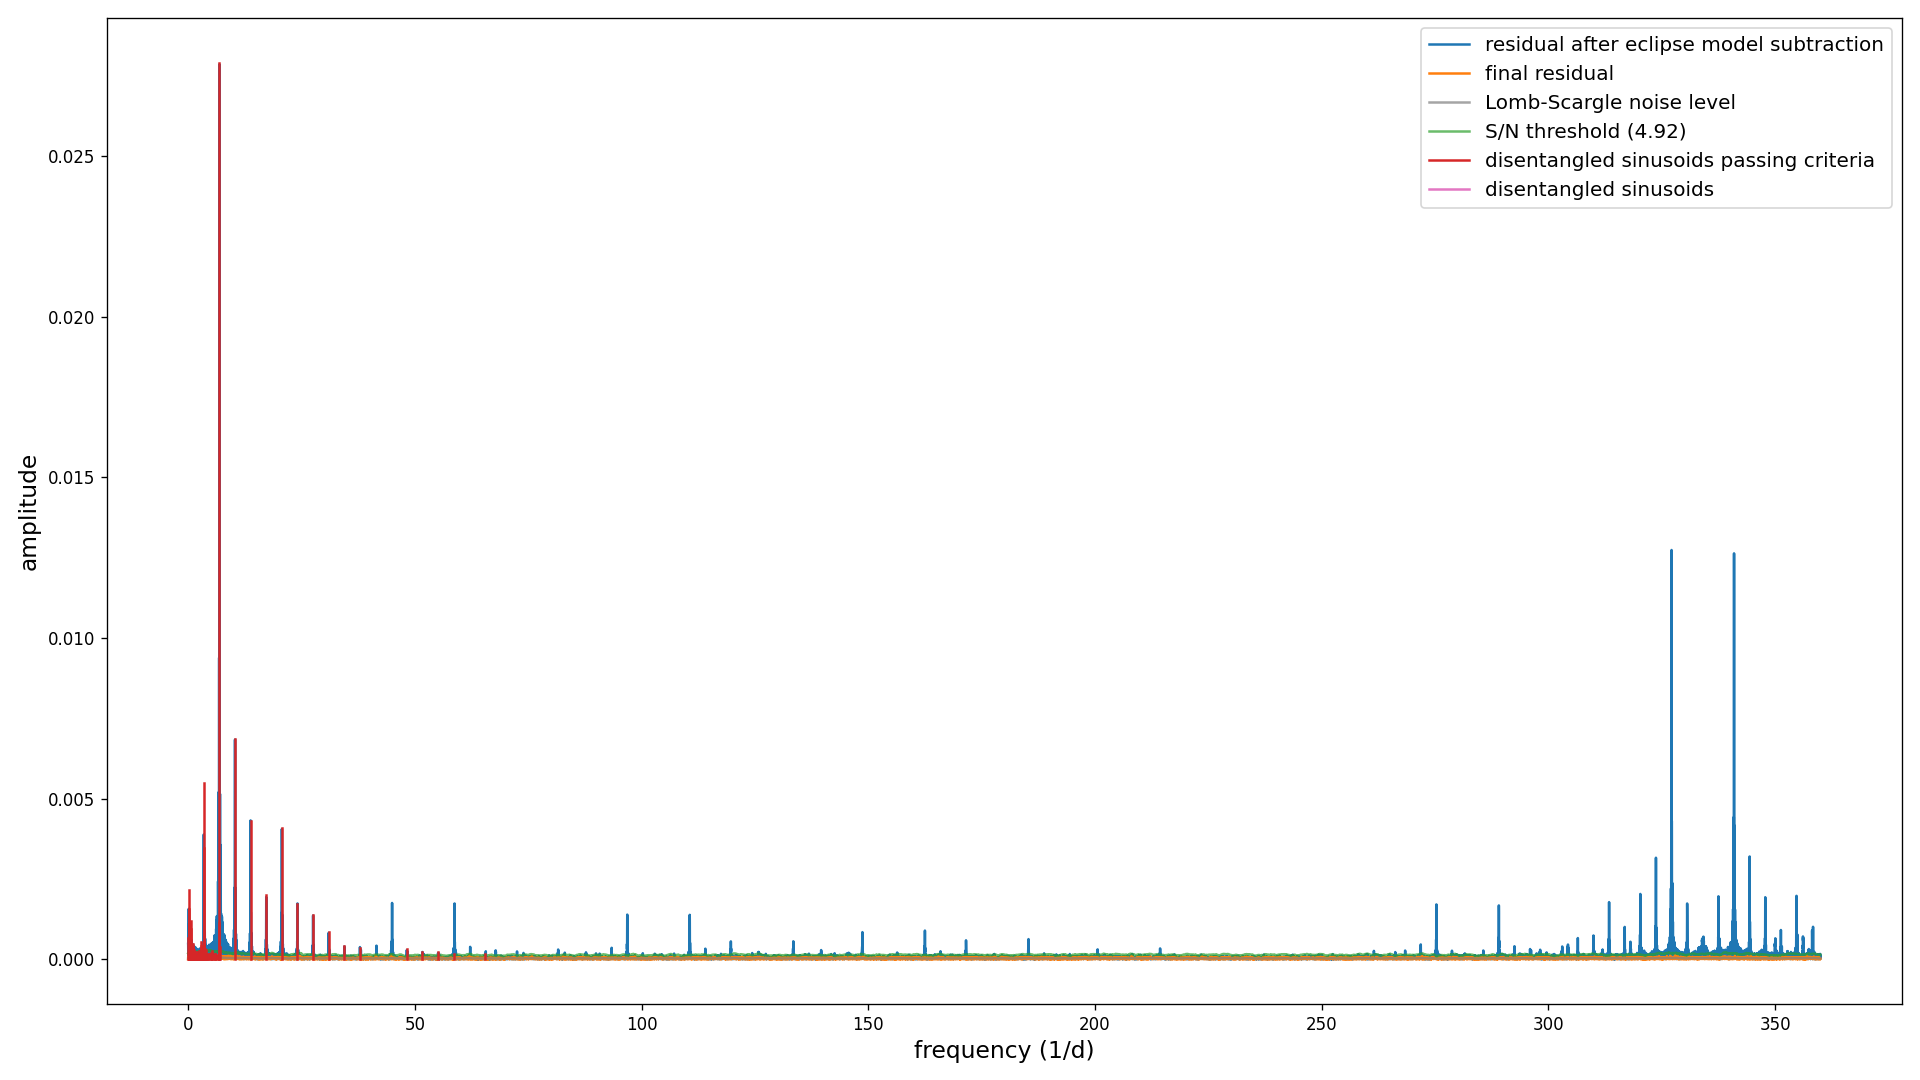 residual after eclipse model subtraction
final residual
Lomb-Scargle noise level
S/N threshold (4.92)
disentangled sinusoids passing criteria
disentangled sinusoids
0.025
0.020
0.015
0.010
0.005
0.000
amplitude
0 50 100 150 200 250 300 350
frequency (1/d)